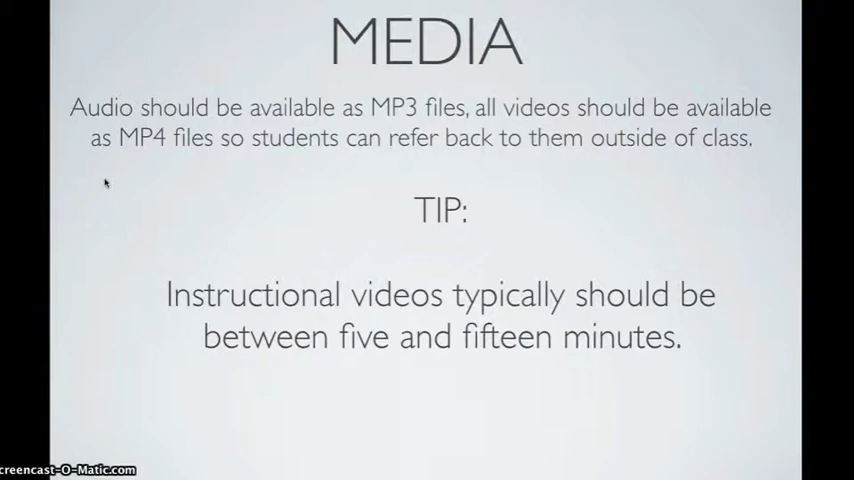 MEDIA
Audio should be available as MP3 files, all videos should be available
as MP4 files so students can refer back to them outside of class.
TIP:
Instructional videos typically should be
between five and fifteen minutes.
creencast-O-Matic.com